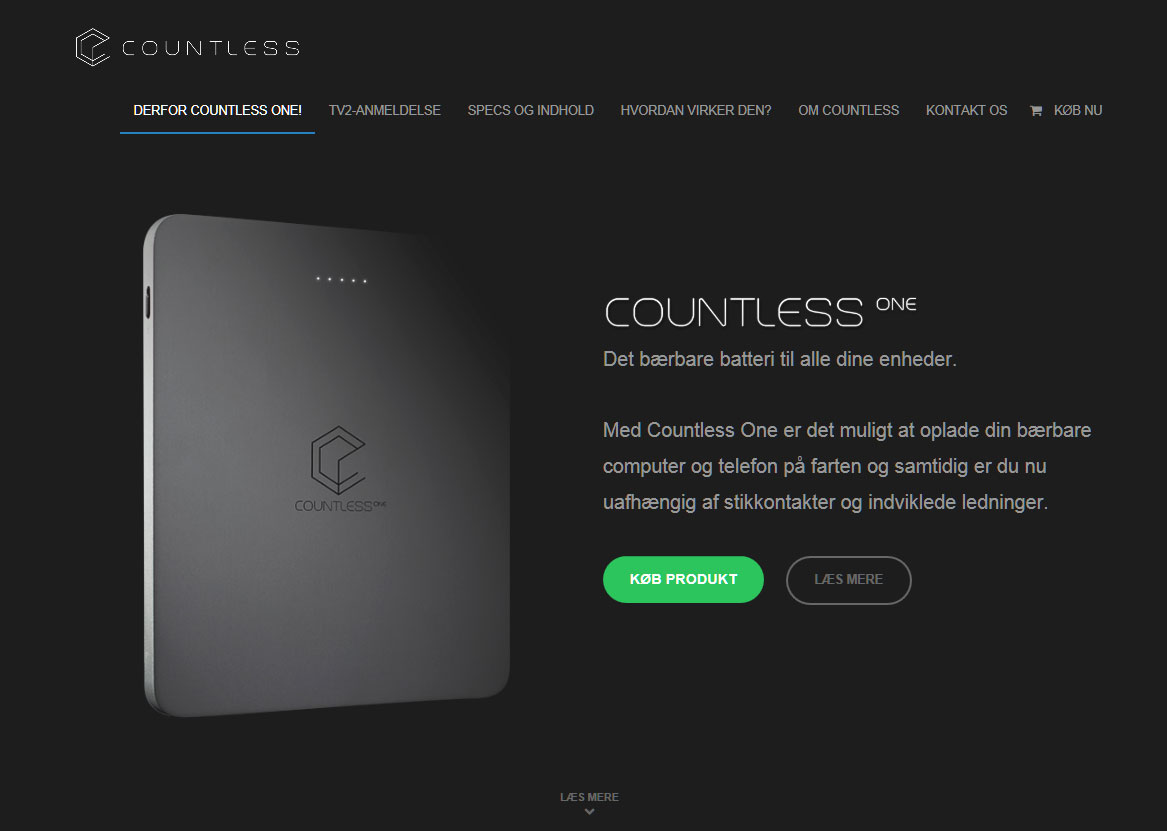 COUNTLESS
DERFOR COUNTLESS ONE! TV2-ANMELDELSE SPECS OG INDHOLD HVORDAN VIRKER DEN? OM COUNTLESS KONTAKT OS KØB NU
COUNTLESS ONE
COUNTLESS ONE
Det bærbare batteri til alle dine enheder.
Med Countless One er det muligt at oplade din bærbare
computer og telefon på farten og samtidig er du nu
uafhængig af stikkontakter og indviklede ledninger.
KØB PRODUKT LÆS MERE
LÆS MERE